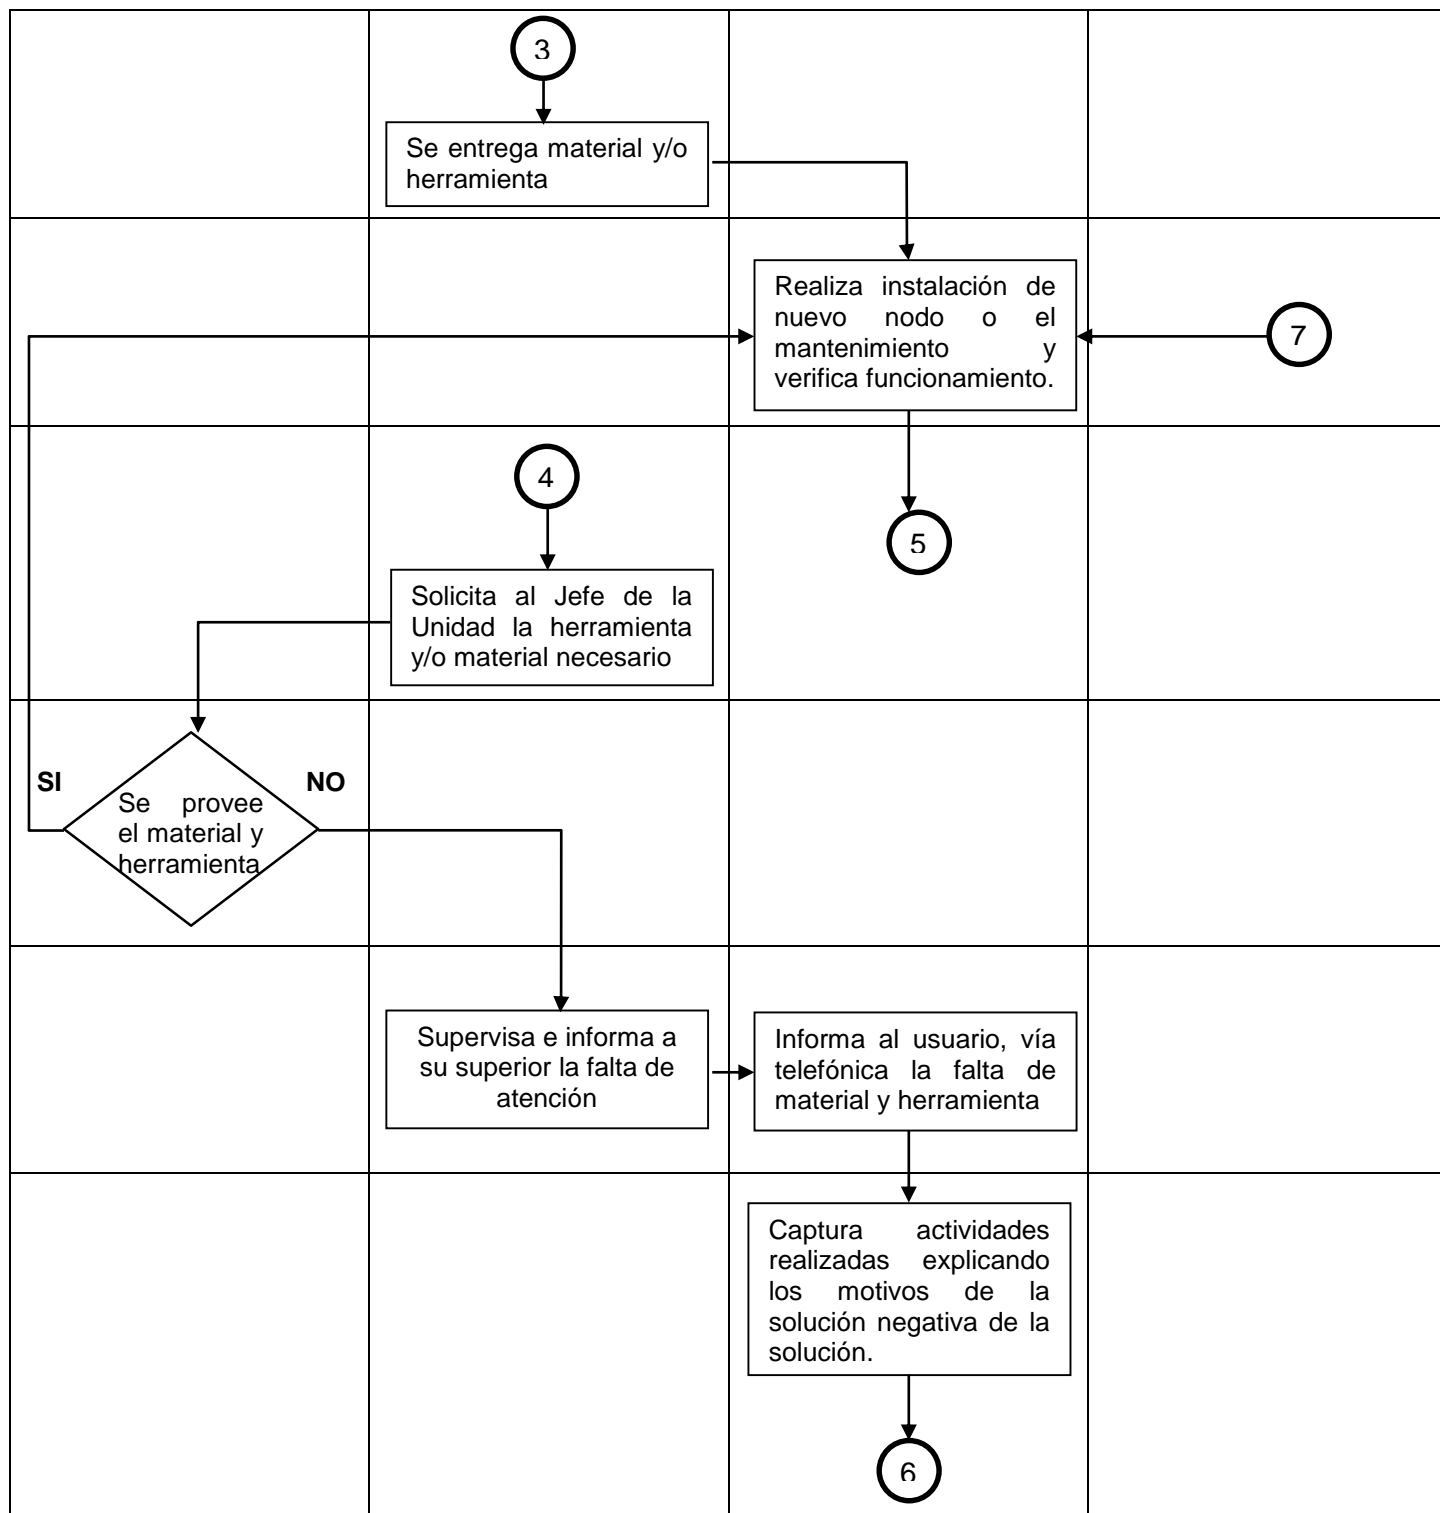 3
Se entrega material y/o
herramienta
Realiza instalación de
nuevo nodo o el
mantenimiento y
verifica funcionamiento.
7
4
5
Solicita al Jefe de la
Unidad la herramienta
y/o material necesario
SI
NO
Se provee
el material y
herramienta
Supervisa e informa a
su superior la falta de
atención
Informa al usuario, vía
telefónica la falta de
material y herramienta
Captura actividades
realizadas explicando
los motivos de la
solución negativa de la
solución.
6